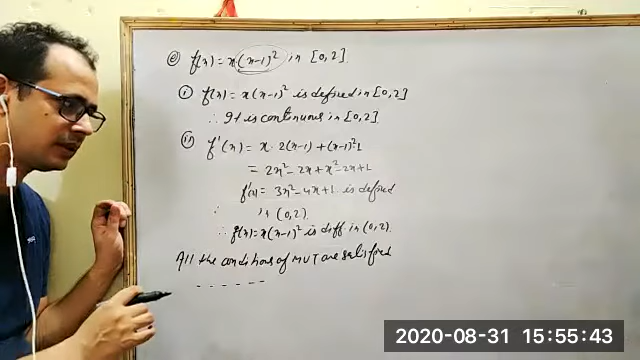 (e) f(x) = x.(x-1)² in [0,2].
(i) f(x) = x(x-1)² is defined in [0,2]
∴ It is continuous in [0,2]
(ii) f'(x) = x. 2(x-1) + (x-1)².1
= 2x² - 2x + x² - 2x + 1
f'(x) = 3x² - 4x + 1 is defined
in (0,2).
∴ f(x) = x(x-1)² is diff. in (0,2).
All the conditions of MVT are satisfied
- - - - - -
2020-08-31 15:55:43